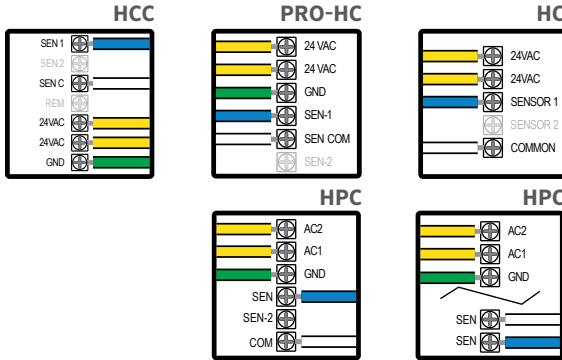 HCC
SEN 1
SEN 2
SEN C
REM
24VAC
24VAC
GND
PRO-HC
24 VAC
24 VAC
GND
SEN-1
SEN COM
SEN-2
HC
24VAC
24VAC
SENSOR 1
SENSOR 2
COMMON
HPC
AC2
AC1
GND
SEN
SEN-2
COM
HPC
AC2
AC1
GND
SEN
SEN